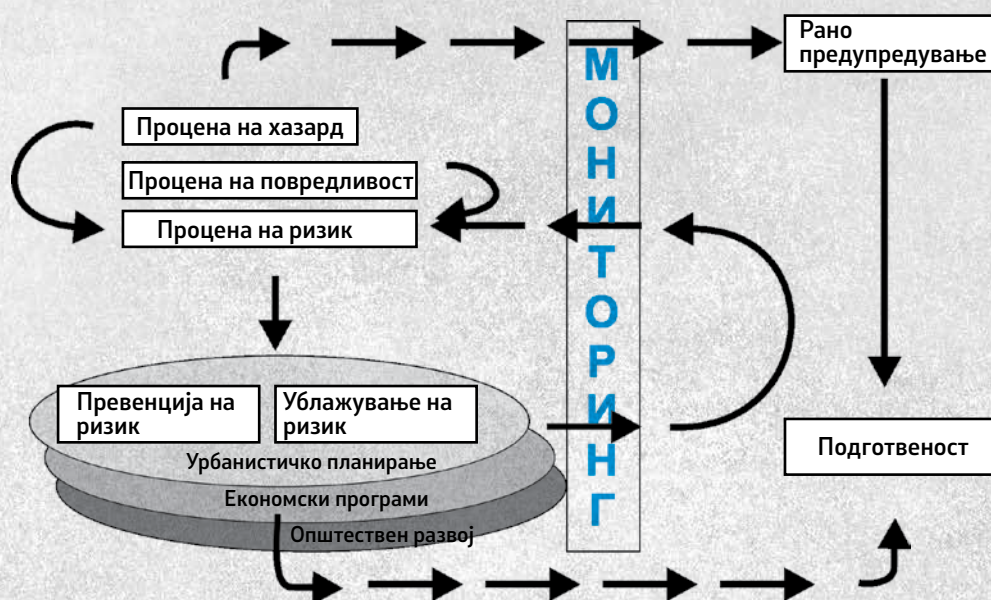 Рано
предупредување
МОНИТОРИНГ
Процена на хазард
Процена на повредливост
Процена на ризик
Превенција на
ризик
Ублажување на
ризик
Урбанистичко планирање
Економски програми
Општествен развој
Подготвеност